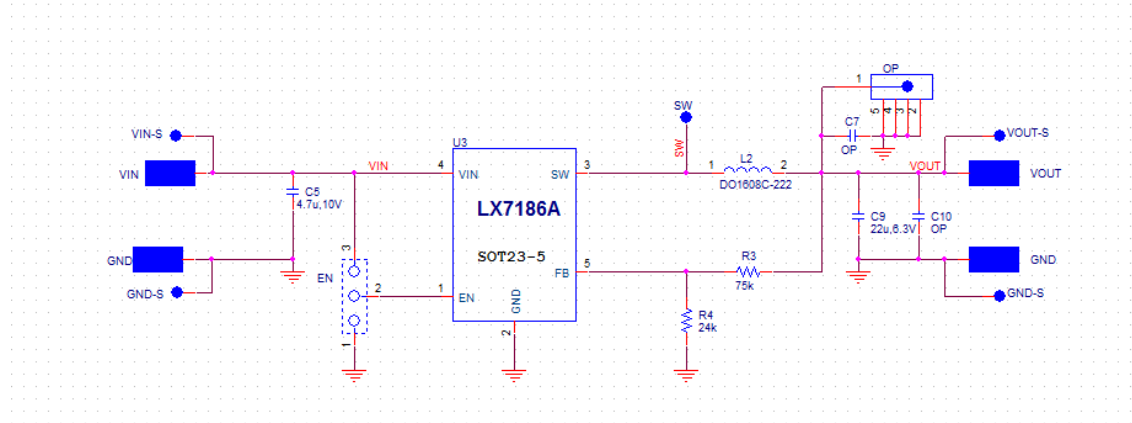 OP
1
5
4
3
2
SW
C7
OP
VIN-S
VOUT-S
U3
VIN
VIN
4
VIN
SW
3
SW
1
L2
2
DO1608C-222
VOUT
VOUT
C5
4.7u,10V
LX7186A
C9
22u,6.3V
C10
OP
GND
3
SOT23-5
R3
75k
GND
EN
FB
5
GND-S
2
1
EN
GND
GND-S
R4
24k
1
2